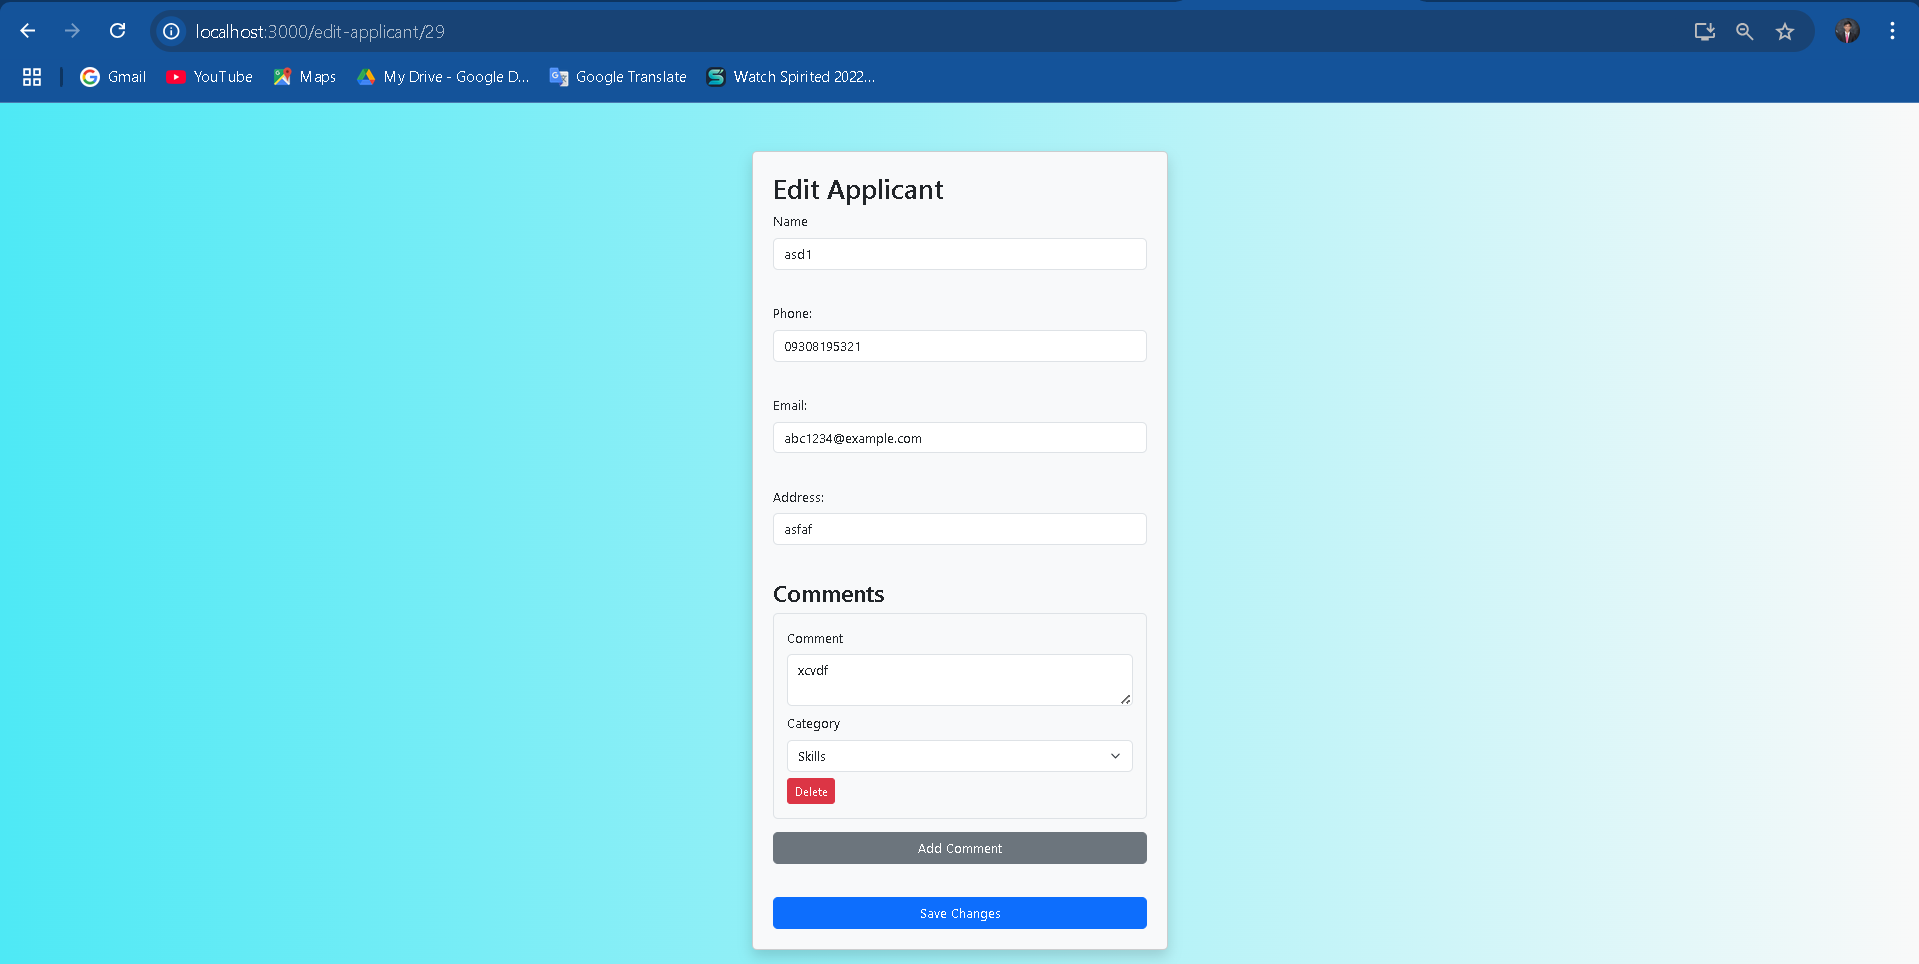 localhost:3000/edit-applicant/29
Gmail YouTube Maps My Drive - Google D... Google Translate Watch Spirited 2022...
Edit Applicant
Name
asd1
Phone:
09308195321
Email:
abc1234@example.com
Address:
asfaf
Comments
Comment
xcvdf
Category
Skills
Delete
Add Comment
Save Changes